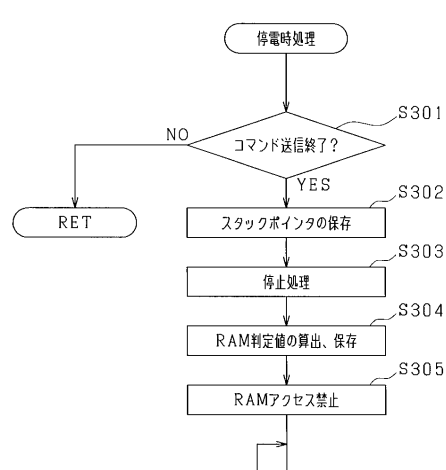 停電時処理
S301
コマンド送信終了?
NO
YES
RET
S302
スタックポインタの保存
S303
停止処理
S304
RAM判定値の算出、保存
S305
RAMアクセス禁止